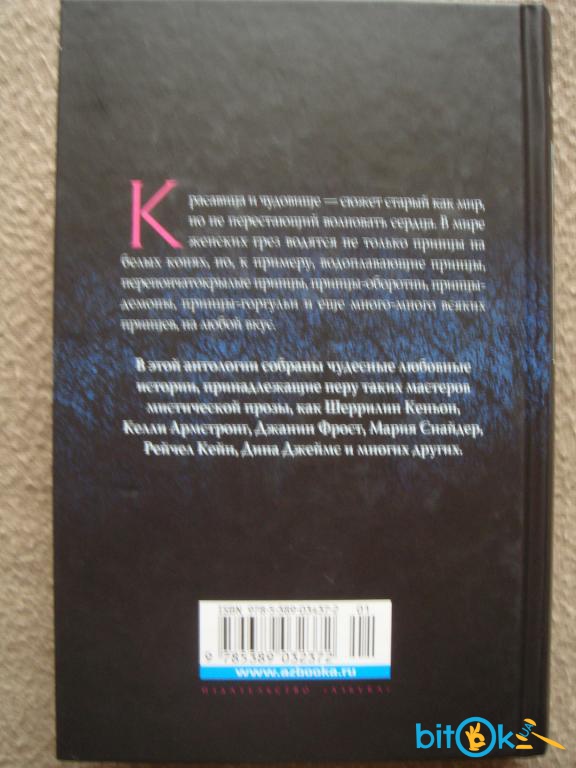 Красавица и чудовище — сюжет старый как мир,
но не перестающий волновать сердца. В мире
женских грез водятся не только принцы на
белых конях, но, к примеру, водоплавающие принцы,
перепончатокрылые принцы, принцы-оборотни, принцы-
демоны, принцы-горгульи и еще много-много всяких
принцев, на любой вкус.
В этой антологии собраны чудесные любовные
истории, принадлежащие перу таких мастеров
мистической прозы, как Шеррилин Кеньон,
Келли Армстронг, Джанин Фрост, Мария Снайдер,
Рейчел Кейн, Дина Джеймс и многих других.
ISBN 978-5-389-03237-2 01
9 785389 032372
www.azbooka.ru
ИЗДАТЕЛЬСТВО «АЗБУКА»
bitOk UA